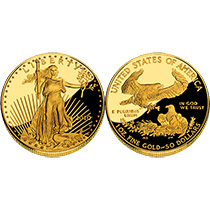 LIBERTY
UNITED STATES OF AMERICA
E PLURIBUS
UNUM
IN GOD
WE TRUST
1 OZ. FINE GOLD~50 DOLLARS